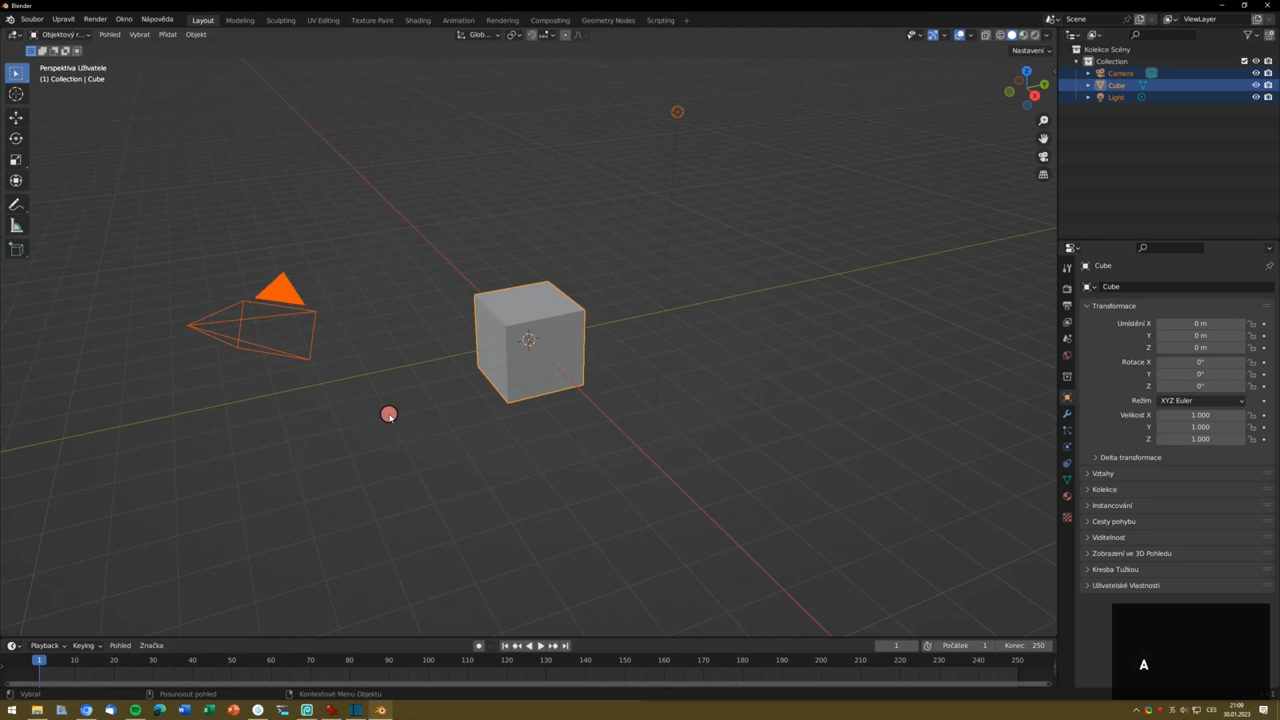 Blender
Soubor Upravit Render Okno Nápověda Layout Modeling Sculpting UV Editing Texture Paint Shading Animation Rendering Compositing Geometry Nodes Scripting + Scene ViewLayer
Objektový r... Pohled Vybrat Přidat Objekt Glob...
Nastavení
Perspektiva Uživatele
(1) Collection | Cube
Z
Y
X
Kolekce Scény
Collection
Camera
Cube
Light
Cube
Cube
Transformace
Umístění X 0 m
Y 0 m
Z 0 m
Rotace X 0°
Y 0°
Z 0°
Režim XYZ Euler
Velikost X 1.000
Y 1.000
Z 1.000
Delta transformace
Vztahy
Kolekce
Instancování
Cesty pohybu
Viditelnost
Zobrazení ve 3D Pohledu
Kresba Tužkou
Uživatelské Vlastnosti
A
Playback Keying Pohled Značka 1 Počátek 1 Konec 250
1 10 20 30 40 50 60 70 80 90 100 110 120 130 140 150 160 170 180 190 200 210 220 230 240 250
Vybrat Posunout pohled Kontextové Menu Objektu
35 CES 21:09
30.01.2023